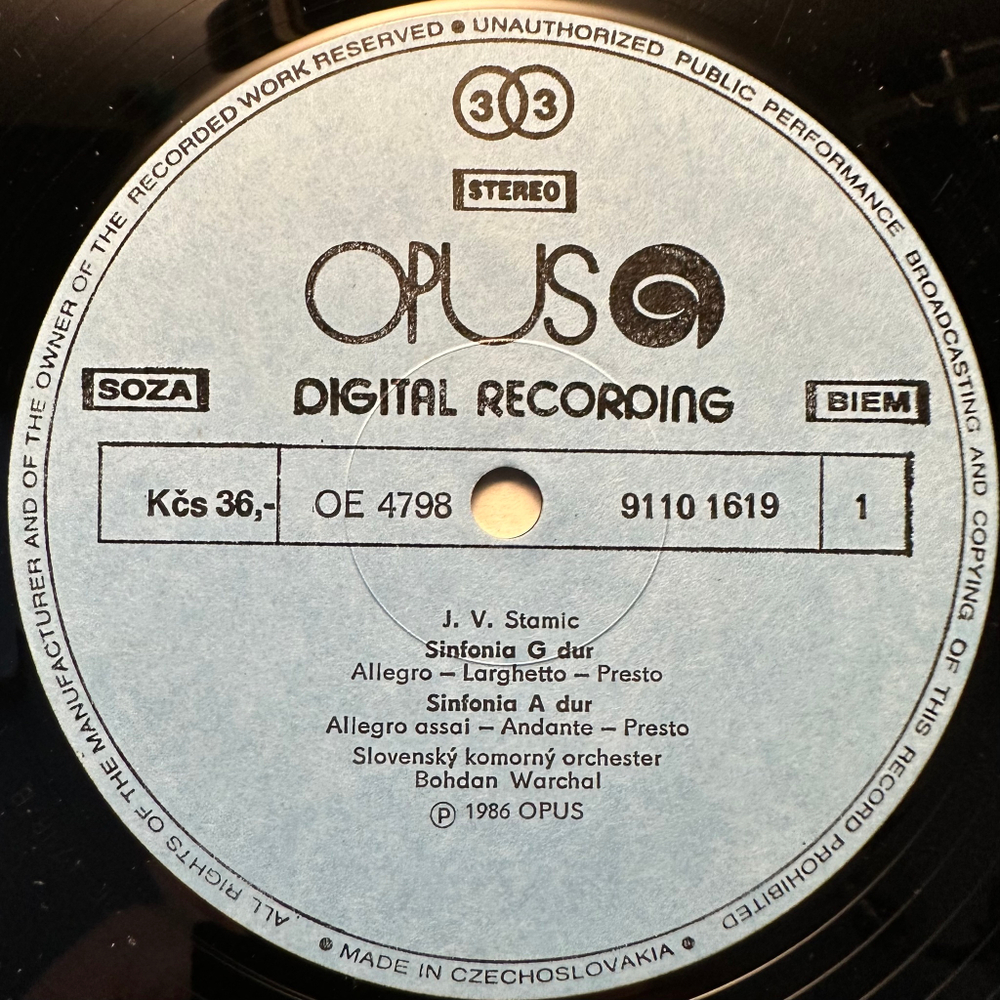 ALL RIGHTS OF THE MANUFACTURER AND OF THE OWNER OF THE RECORDED WORK RESERVED ● UNAUTHORIZED PUBLIC PERFORMANCE BROADCASTING AND COPYING OF THIS RECORD PROHIBITED
33
STEREO
OPUS
SOZA
DIGITAL RECORDING
BIEM
Kčs 36,- OE 4798 9110 1619 1
J. V. Stamic
Sinfonia G dur
Allegro – Larghetto – Presto
Sinfonia A dur
Allegro assai – Andante – Presto
Slovenský komorný orchester
Bohdan Warchal
℗ 1986 OPUS
● MADE IN CZECHOSLOVAKIA ●